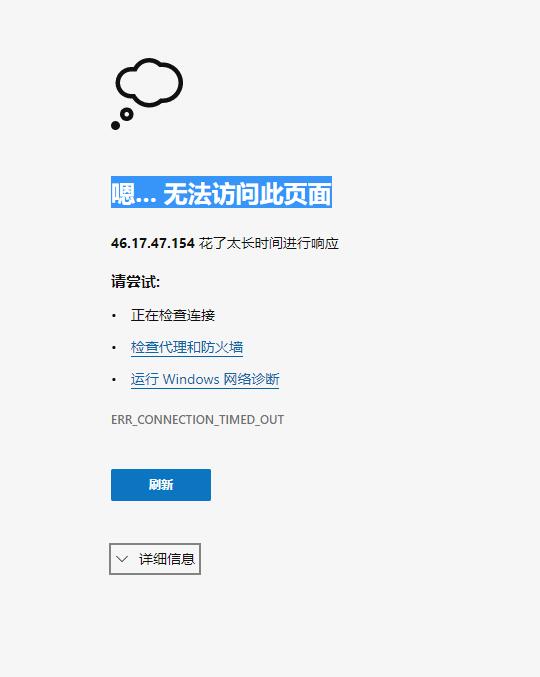 嗯... 无法访问此页面
46.17.47.154 花了太长时间进行响应
请尝试:
• 正在检查连接
• 检查代理和防火墙
• 运行 Windows 网络诊断
ERR_CONNECTION_TIMED_OUT
刷新
详细信息